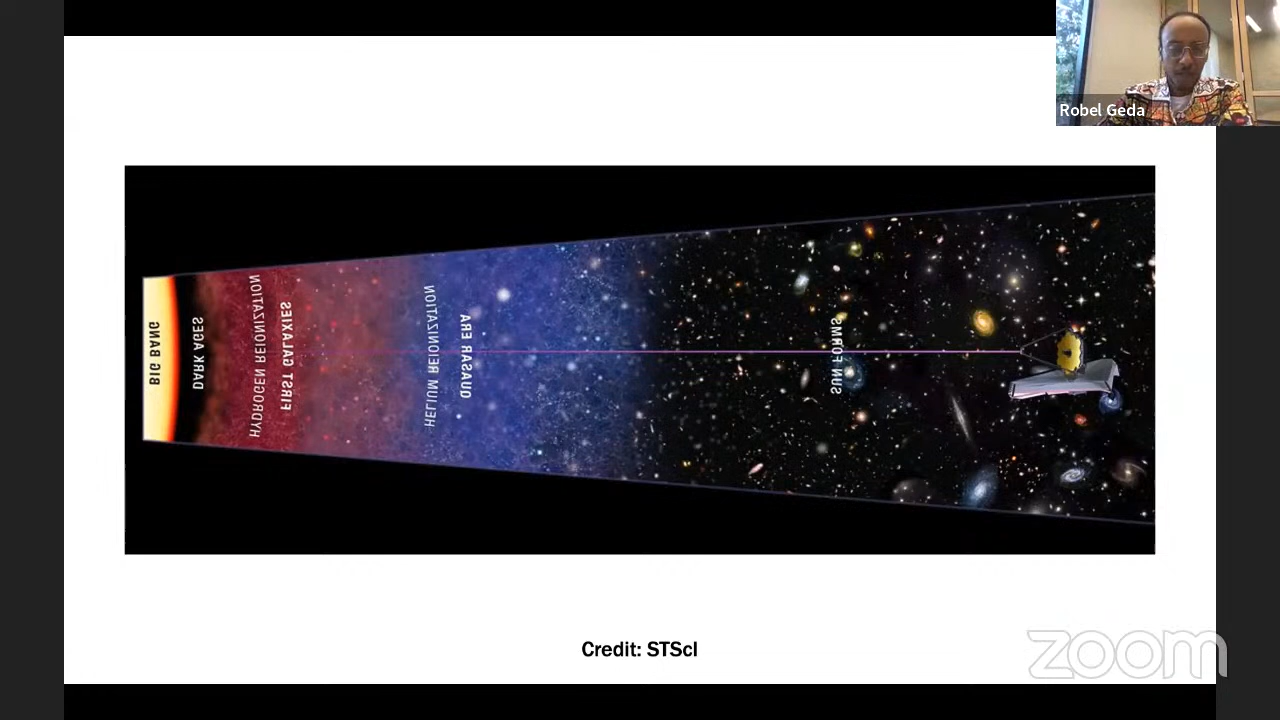 Robel Geda
BIG BANG
DARK AGES
HYDROGEN REIONIZATION
FIRST GALAXIES
HELIUM REIONIZATION
QUASAR ERA
SUN FORMS
Credit: STScI
zoom